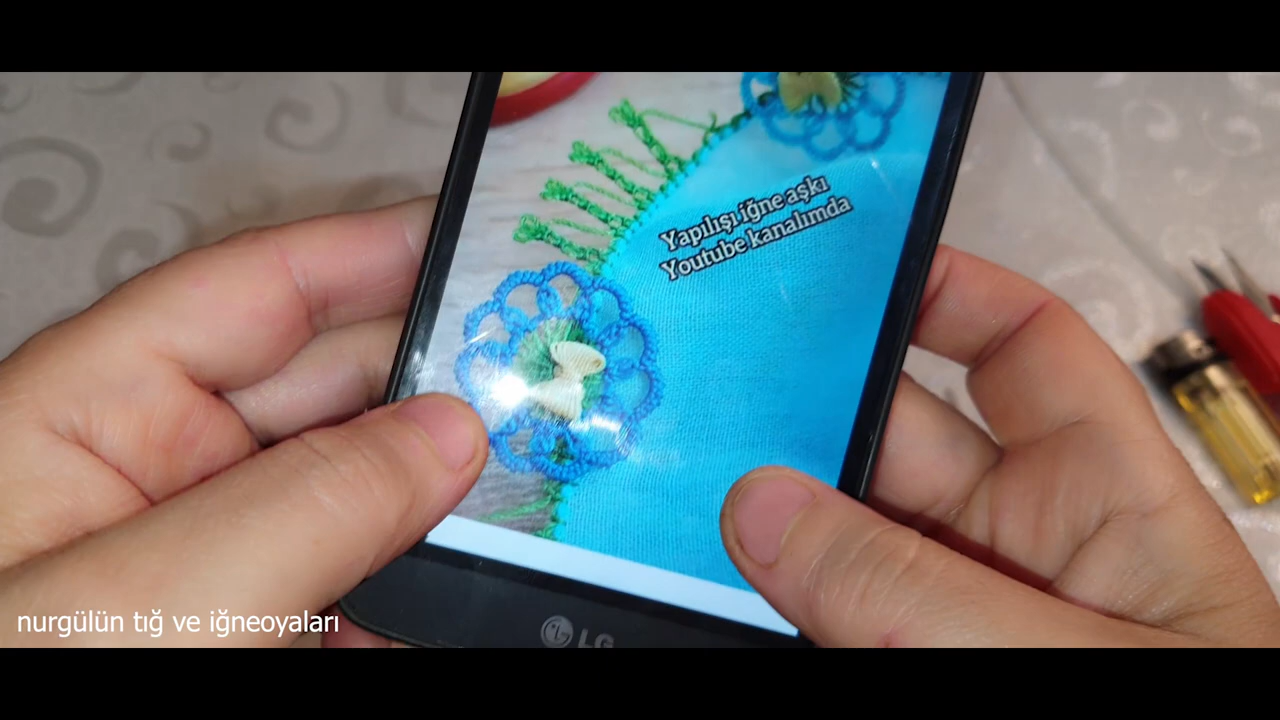 Yapılışı iğne aşkı
Youtube kanalımda
nurgülün tığ ve iğneoyaları
LG